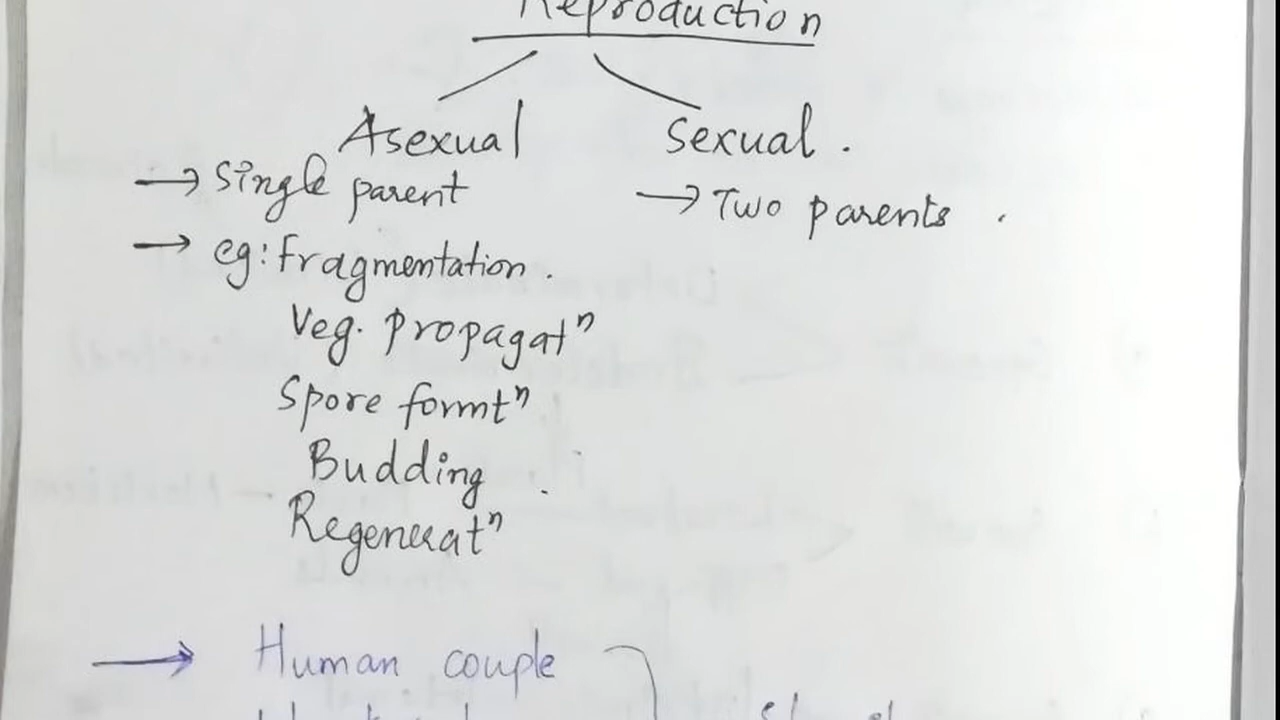 Reproduction
Asexual Sexual.
→ Single parent → Two parents.
→ eg: fragmentation.
Veg. propagatⁿ
Spore formtⁿ
Budding
Regeneratⁿ
→ Human couple